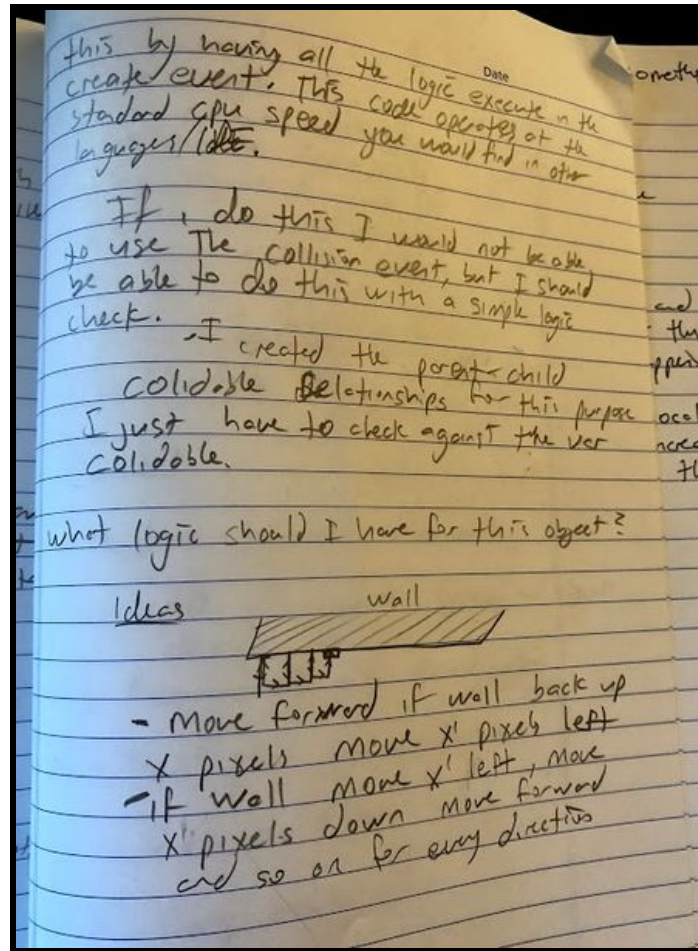 Date
this by having all the logic execute in the
create event. This code operates at the
standard cpu speed you would find in other
languages/
If, do this I would not be able
to use The collision event, but I should
be able to do this with a simple logic
check.
- I created the parent-child
colidable Relationships for this purpose
I just have to check against the var
colidable.
what logic should I have for this object?
Ideas
wall
- Move forward if wall back up
X pixels move X' pixels left
- if wall move X' left, move
X' pixels down move forward
and so on for every direction
ometh
and
ocal